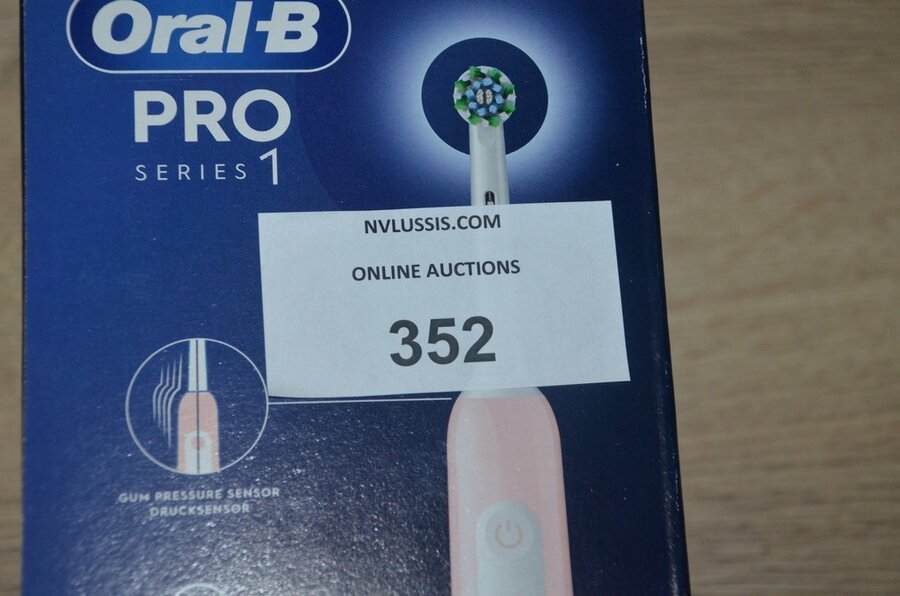 Oral-B
PRO
SERIES 1
NVLUSSIS.COM
ONLINE AUCTIONS
352
GUM PRESSURE SENSOR
DRUCKSENSOR